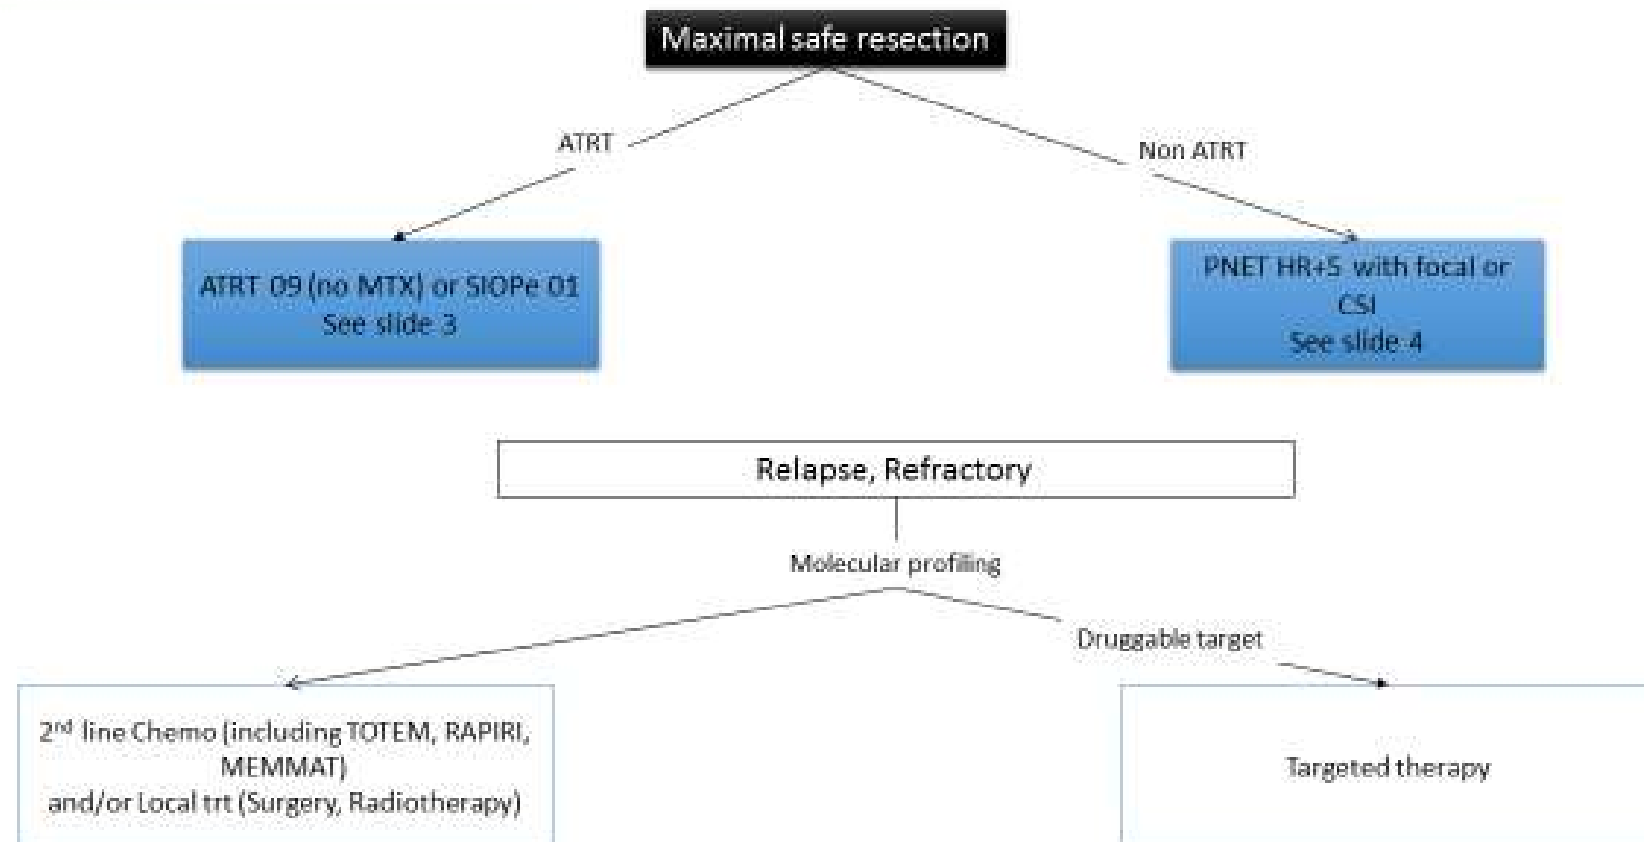 Maximal safe resection
ATRT
Non ATRT
ATRT 09 (no MTX) or SIOPe 01
See slide 3
PNET HR+5 with focal or
CSI
See slide 4
Relapse, Refractory
Molecular profiling
Druggable target
2nd line Chemo (including TOTEM, RAPIRI,
MEMMAT)
and/or Local trt (Surgery, Radiotherapy)
Targeted therapy